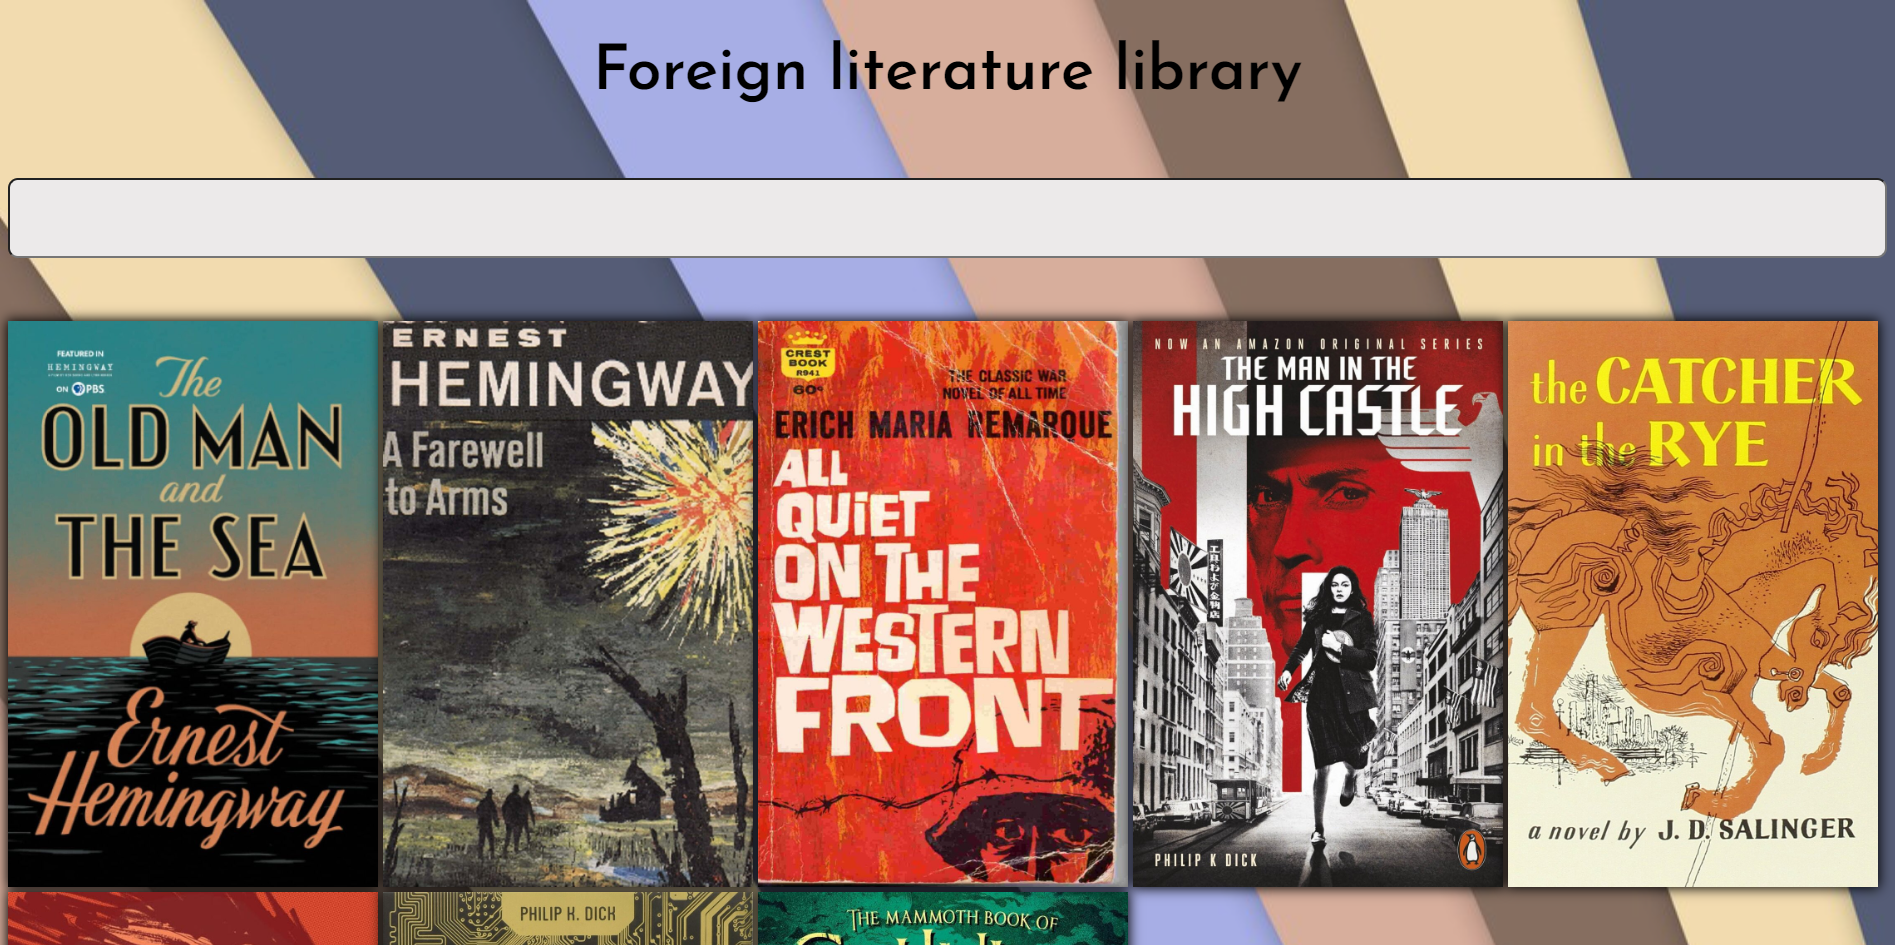 Foreign literature library
FEATURED IN
HEMINGWAY
ON PBS
The
OLD MAN
and
THE SEA
Ernest
Hemingway
ERNEST
HEMINGWAY
A Farewell
to Arms
CREST
BOOK
R941
60¢
THE CLASSIC WAR
NOVEL OF ALL TIME
ERICH MARIA REMARQUE
ALL
QUiET
ON THE
WESTERN
FRONT
NOW AN AMAZON ORIGINAL SERIES
THE MAN IN THE
HIGH CASTLE
PHILIP K DICK
the CATCHER
in the RYE
a novel by J. D. SALINGER
PHILIP K. DICK
THE MAMMOTH BOOK OF